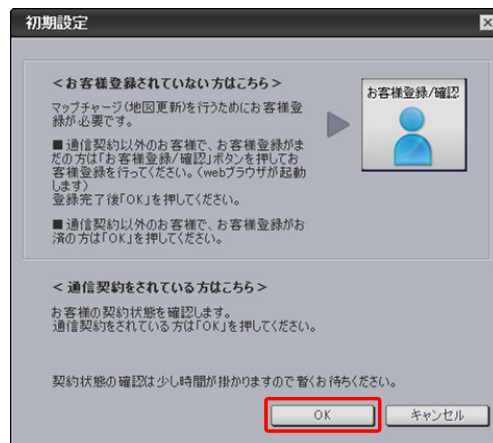 初期設定
＜お客様登録されていない方はこちら＞
マップチャージ(地図更新)を行うためにお客様登
録が必要です。
お客様登録/確認
■通信契約以外のお客様で、お客様登録がま
だの方は「お客様登録/確認」ボタンを押してお
客様登録を行ってください。（webブラウザが起動
します）
登録完了後「OK」を押してください。
■通信契約以外のお客様で、お客様登録がお
済の方は「OK」を押してください。
＜通信契約をされている方はこちら＞
お客様の契約状態を確認します。
通信契約をされている方は「OK」を押してください。
契約状態の確認は少し時間が掛かりますので暫くお待ちください。
OK
キャンセル